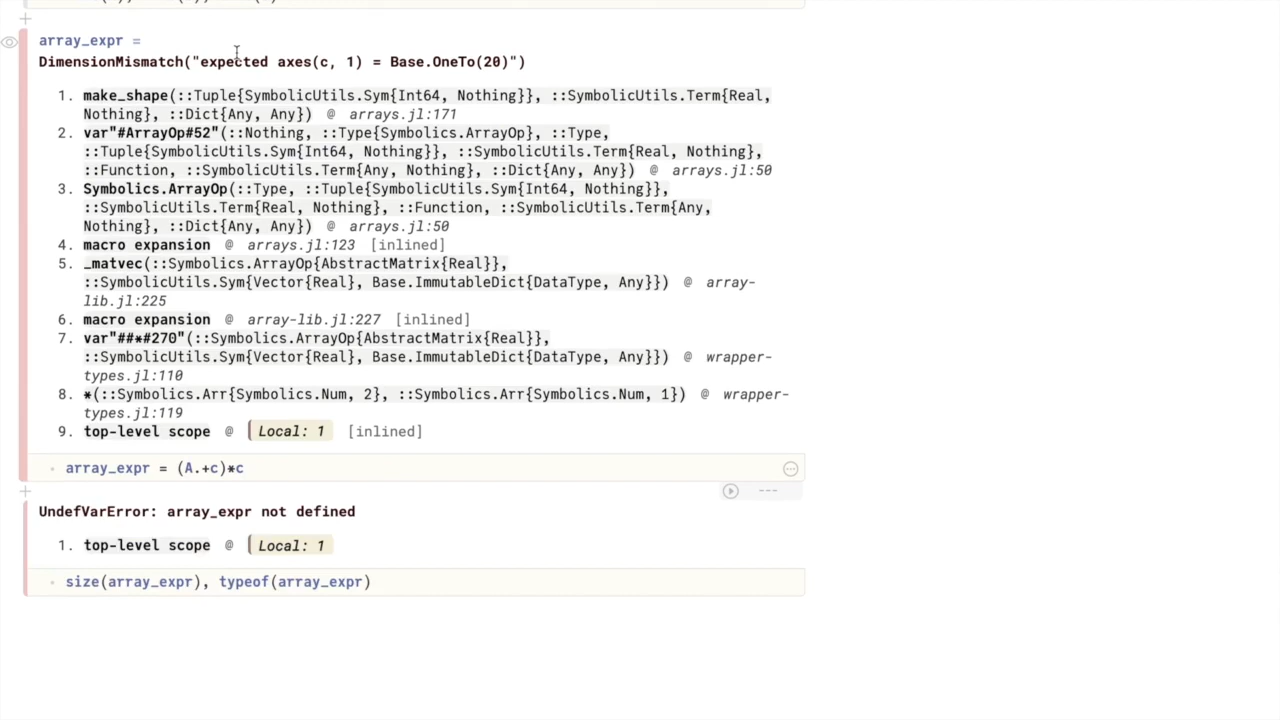 array_expr =
DimensionMismatch("expected axes(c, 1) = Base.OneTo(20)")
1. make_shape(::Tuple{SymbolicUtils.Sym{Int64, Nothing}}, ::SymbolicUtils.Term{Real,
Nothing}, ::Dict{Any, Any}) @ arrays.jl:171
2. var"#ArrayOp#52"(::Nothing, ::Type{Symbolics.ArrayOp}, ::Type,
::Tuple{SymbolicUtils.Sym{Int64, Nothing}}, ::SymbolicUtils.Term{Real, Nothing},
::Function, ::SymbolicUtils.Term{Any, Nothing}, ::Dict{Any, Any}) @ arrays.jl:50
3. Symbolics.ArrayOp(::Type, ::Tuple{SymbolicUtils.Sym{Int64, Nothing}},
::SymbolicUtils.Term{Real, Nothing}, ::Function, ::SymbolicUtils.Term{Any,
Nothing}, ::Dict{Any, Any}) @ arrays.jl:50
4. macro expansion @ arrays.jl:123 [inlined]
5. _matvec(::Symbolics.ArrayOp{AbstractMatrix{Real}},
::SymbolicUtils.Sym{Vector{Real}, Base.ImmutableDict{DataType, Any}}) @ array-
lib.jl:225
6. macro expansion @ array-lib.jl:227 [inlined]
7. var"##*#270"(::Symbolics.ArrayOp{AbstractMatrix{Real}},
::SymbolicUtils.Sym{Vector{Real}, Base.ImmutableDict{DataType, Any}}) @ wrapper-
types.jl:110
8. *(::Symbolics.Arr{Symbolics.Num, 2}, ::Symbolics.Arr{Symbolics.Num, 1}) @ wrapper-
types.jl:119
9. top-level scope @ Local: 1 [inlined]
array_expr = (A.+c)*c
UndefVarError: array_expr not defined
1. top-level scope @ Local: 1
size(array_expr), typeof(array_expr)